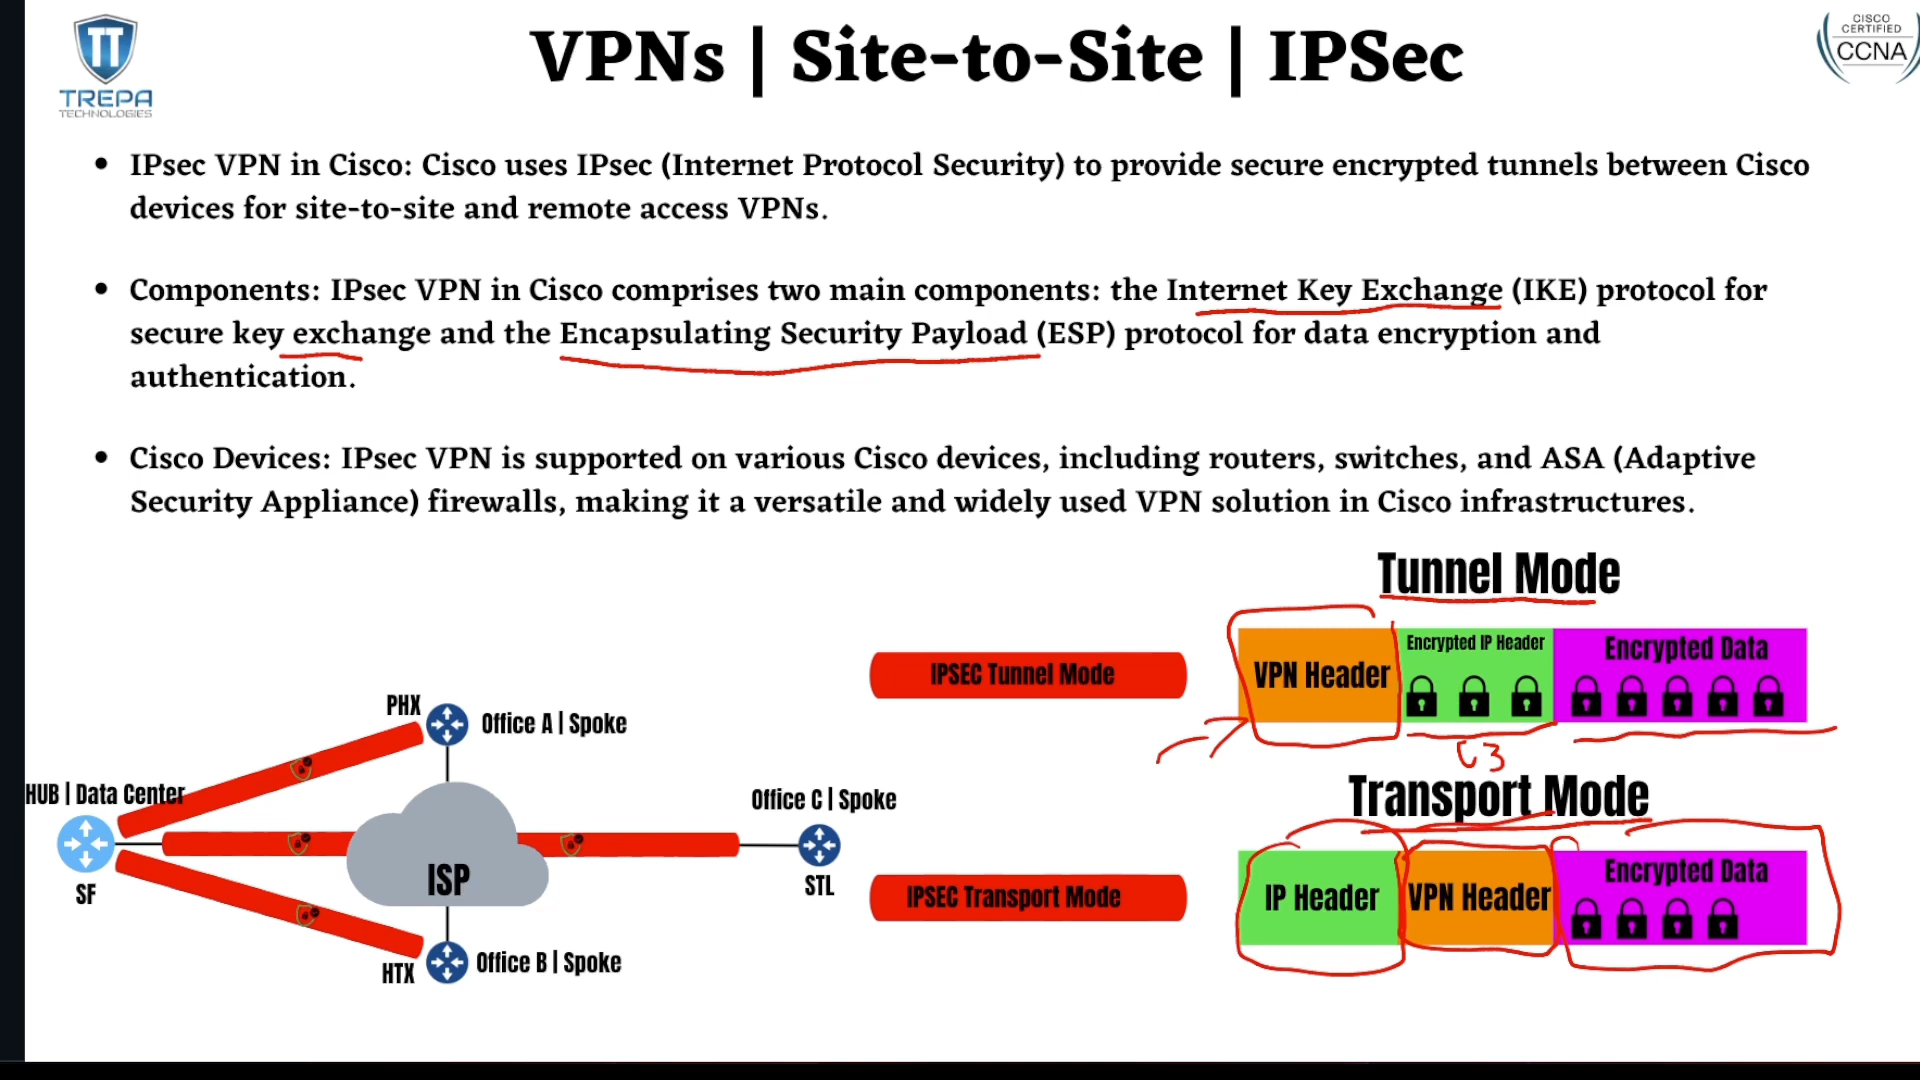 TT
TREPA
TECHNOLOGIES
VPNs | Site-to-Site | IPSec
CISCO
CERTIFIED
CCNA
• IPsec VPN in Cisco: Cisco uses IPsec (Internet Protocol Security) to provide secure encrypted tunnels between Cisco
devices for site-to-site and remote access VPNs.
• Components: IPsec VPN in Cisco comprises two main components: the Internet Key Exchange (IKE) protocol for
secure key exchange and the Encapsulating Security Payload (ESP) protocol for data encryption and
authentication.
• Cisco Devices: IPsec VPN is supported on various Cisco devices, including routers, switches, and ASA (Adaptive
Security Appliance) firewalls, making it a versatile and widely used VPN solution in Cisco infrastructures.
PHX
Office A | Spoke
HUB | Data Center
SF
ISP
Office C | Spoke
STL
HTX
Office B | Spoke
Tunnel Mode
IPSEC Tunnel Mode
VPN Header
Encrypted IP Header
Encrypted Data
Transport Mode
IPSEC Transport Mode
IP Header
VPN Header
Encrypted Data